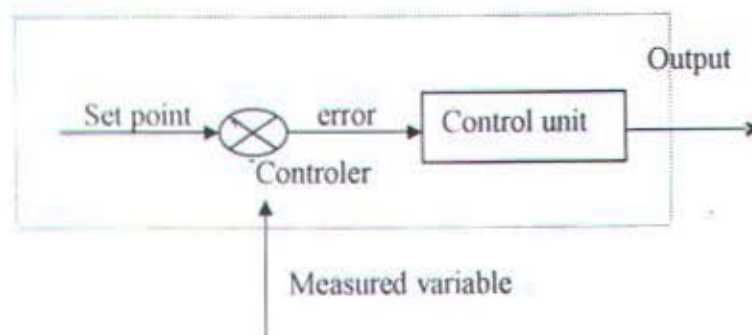 Output
Set point
error
Control unit
Controler
Measured variable